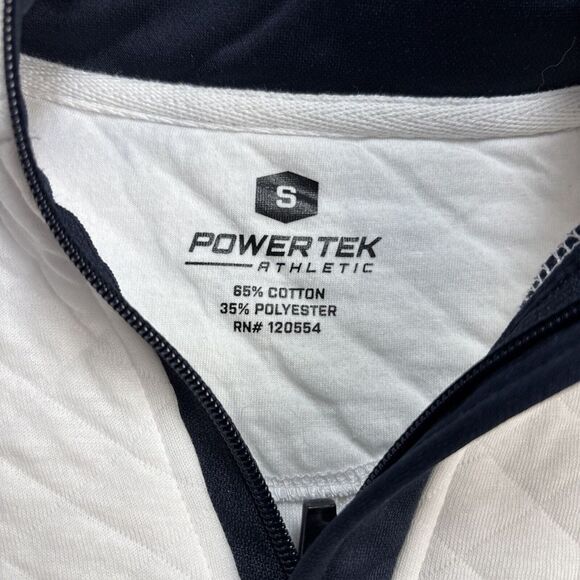 S
POWERTEK
ATHLETIC
65% COTTON
35% POLYESTER
RN# 120554